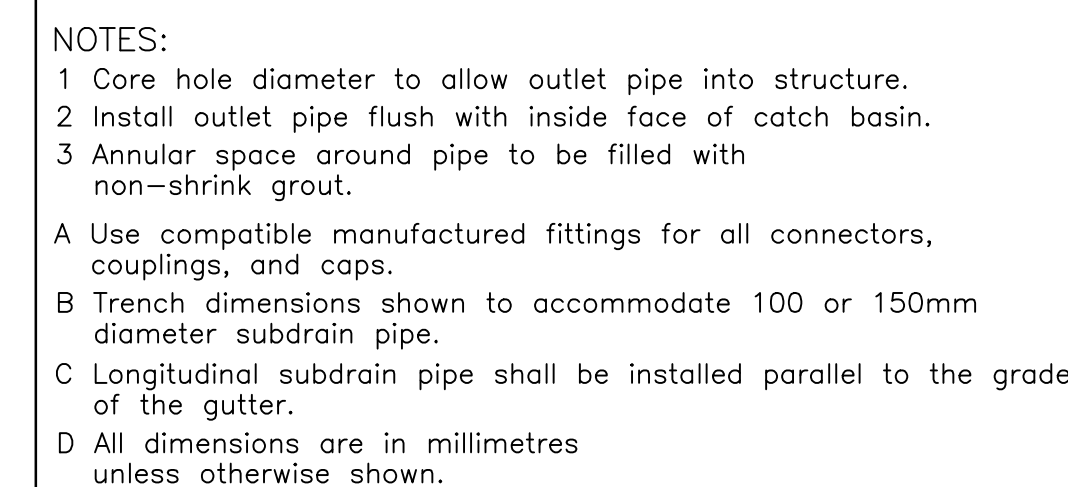 NOTES:
1 Core hole diameter to allow outlet pipe into structure.
2 Install outlet pipe flush with inside face of catch basin.
3 Annular space around pipe to be filled with
non-shrink grout.
A Use compatible manufactured fittings for all connectors,
couplings, and caps.
B Trench dimensions shown to accommodate 100 or 150mm
diameter subdrain pipe.
C Longitudinal subdrain pipe shall be installed parallel to the grade
of the gutter.
D All dimensions are in millimetres
unless otherwise shown.